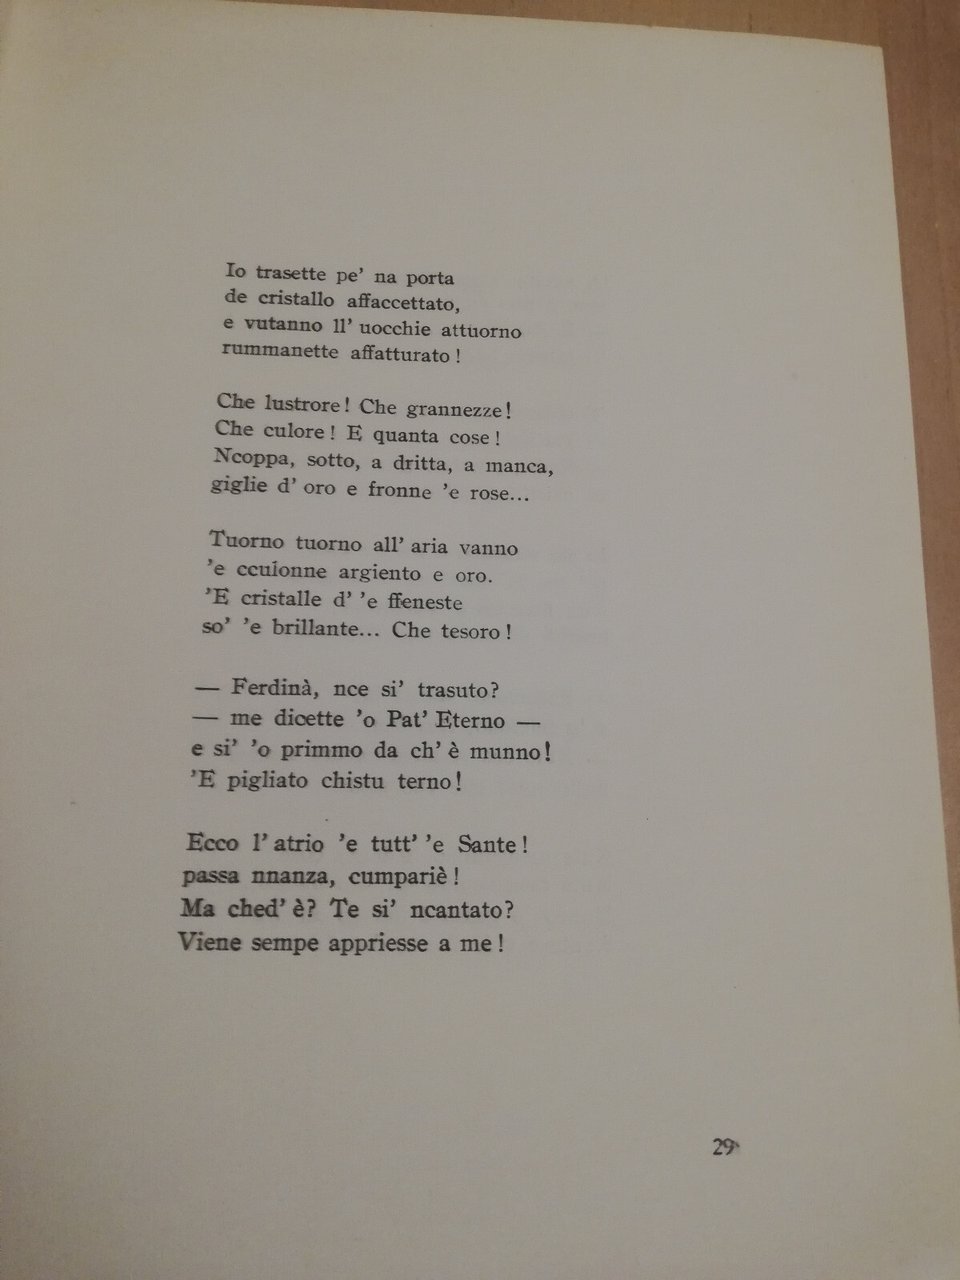 Io trasette pe' na porta
de cristallo affaccettato,
e vutanno ll' uocchie attuorno
rummanette affatturato !
Che lustrore ! Che grannezze !
Che culore ! E quanta cose !
Ncoppa, sotto, a dritta, a manca,
giglie d' oro e fronne 'e rose...
Tuorno tuorno all' aria vanno
'e cculonne argiento e oro.
'E cristalle d' 'e ffeneste
so' 'e brillante... Che tesoro !
— Ferdinà, nce si' trasuto?
— me dicette 'o Pat' Eterno —
e si' 'o primmo da ch' è munno!
'E pigliato chistu terno !
Ecco l' atrio 'e tutt' 'e Sante !
passa nnanza, cumpariè !
Ma ched' è? Te si' ncantato?
Viene sempe appriesse a me !
29